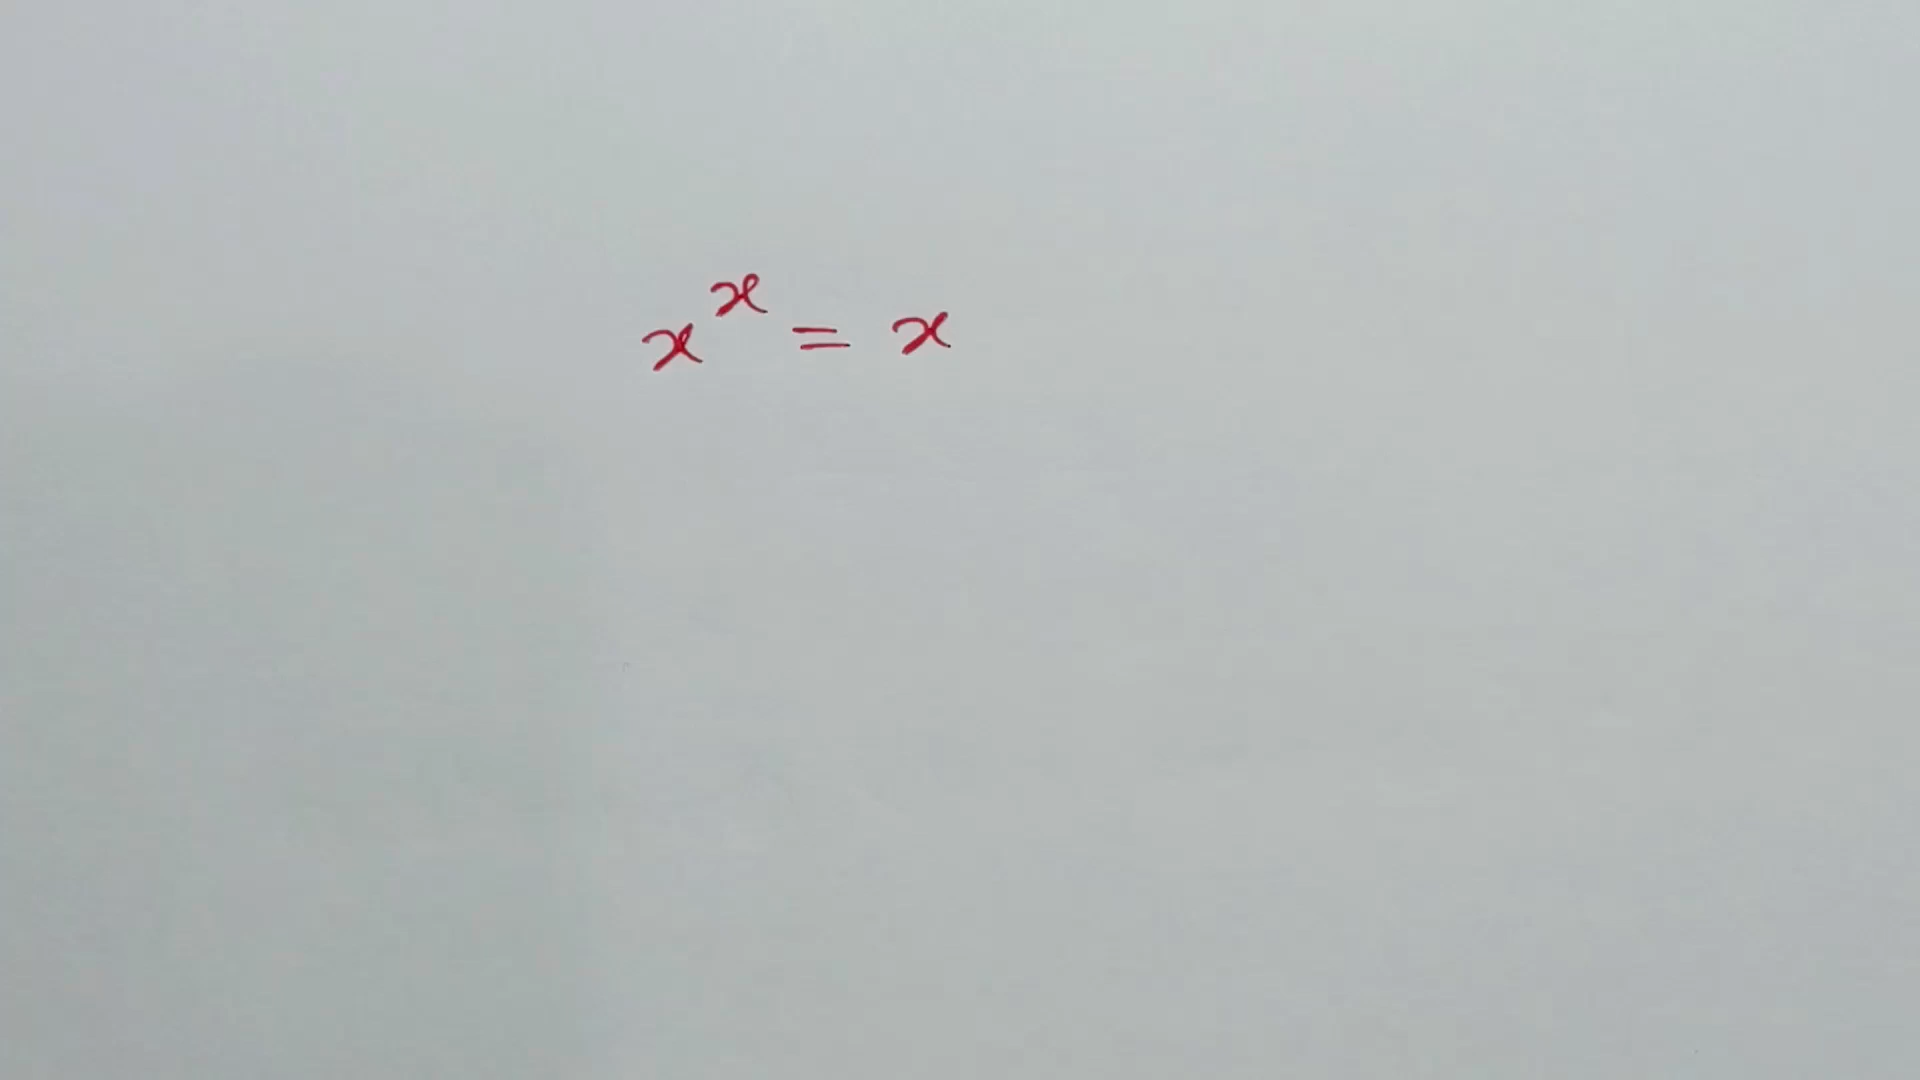 x^x = x